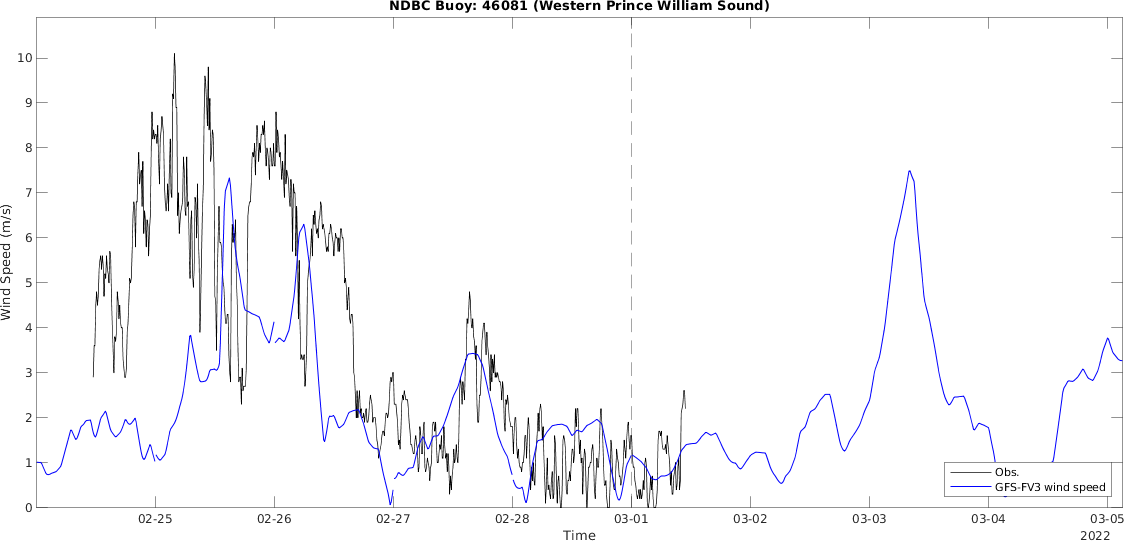 NDBC Buoy: 46081 (Western Prince William Sound)
Wind Speed (m/s)
10
9
8
7
6
5
4
3
2
1
0
Obs.
GFS-FV3 wind speed
02-25 02-26 02-27 02-28 03-01 03-02 03-03 03-04 03-05
Time
2022